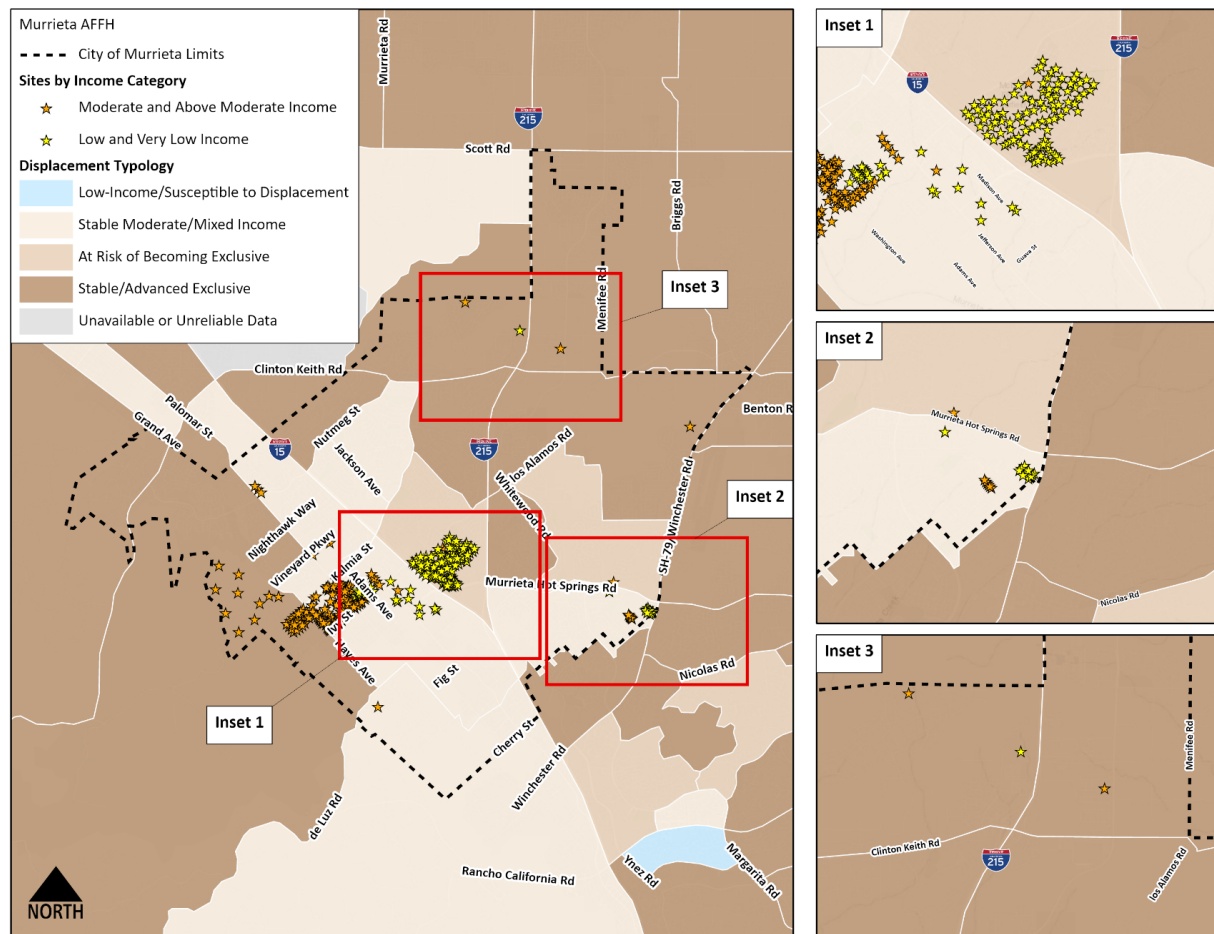 Murrieta AFFH
City of Murrieta Limits
Sites by Income Category
Moderate and Above Moderate Income
Low and Very Low Income
Displacement Typology
Low-Income/Susceptible to Displacement
Stable Moderate/Mixed Income
At Risk of Becoming Exclusive
Stable/Advanced Exclusive
Unavailable or Unreliable Data
Murrieta Rd
215
Scott Rd
Briggs Rd
Menifee Rd
Inset 3
Clinton Keith Rd
Palomar St
Grand Ave
Nutmeg St
Jackson Ave
15
215
los Alamos Rd
Whitewood Rd
Benton R
SH-79/Winchester Rd
Inset 2
Nighthawk Way
Vineyard Pkwy
Kalmia St
Adams Ave
Ivy St
Hayes Ave
Murrieta Hot Springs Rd
Nicolas Rd
Fig St
Inset 1
Cherry St
Winchester Rd
de Luz Rd
Rancho California Rd
Ynez Rd
Margarita Rd
NORTH
Inset 1
215
15
Madison Ave
Washington Ave
Jefferson Ave
Guava St
Adams Ave
Inset 2
Murrieta Hot Springs Rd
Nicolas Rd
Inset 3
Menifee Rd
Clinton Keith Rd
215
los Alamos Rd